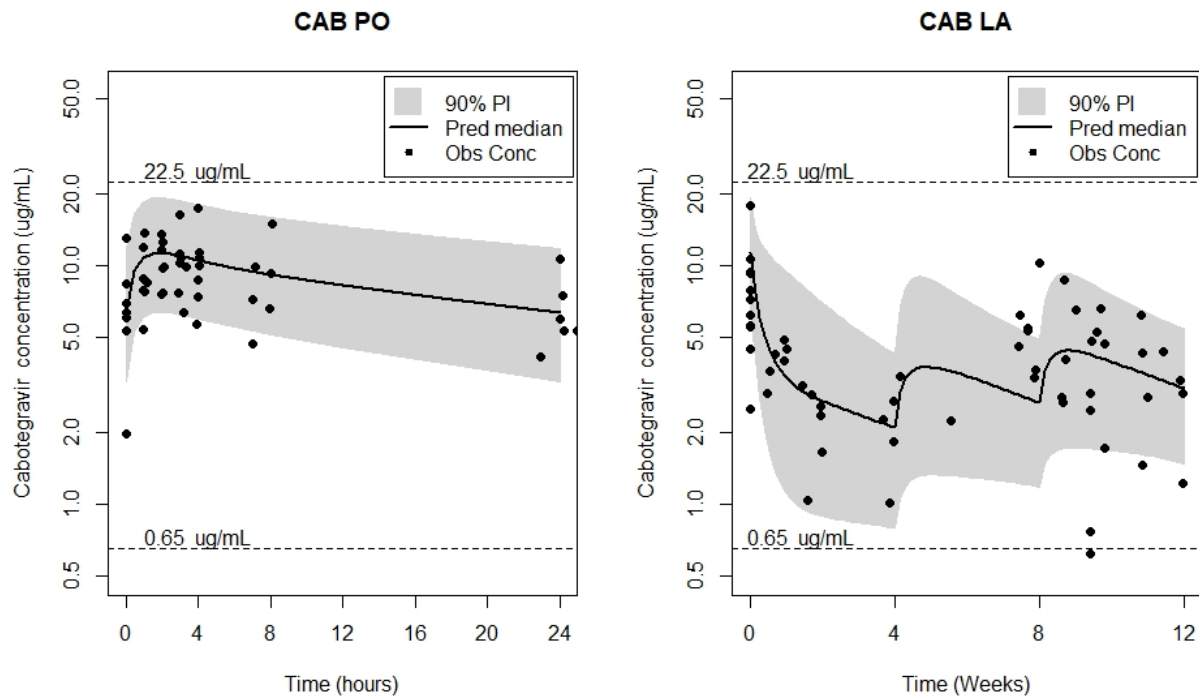 CAB PO
50.0
20.0
10.0
5.0
2.0
1.0
0.5
Cabotegravir concentration (ug/mL)
90% PI
Pred median
Obs Conc
22.5 ug/mL
0.65 ug/mL
0 4 8 12 16 20 24
Time (hours)
CAB LA
50.0
20.0
10.0
5.0
2.0
1.0
0.5
Cabotegravir concentration (ug/mL)
90% PI
Pred median
Obs Conc
22.5 ug/mL
0.65 ug/mL
0 4 8 12
Time (Weeks)